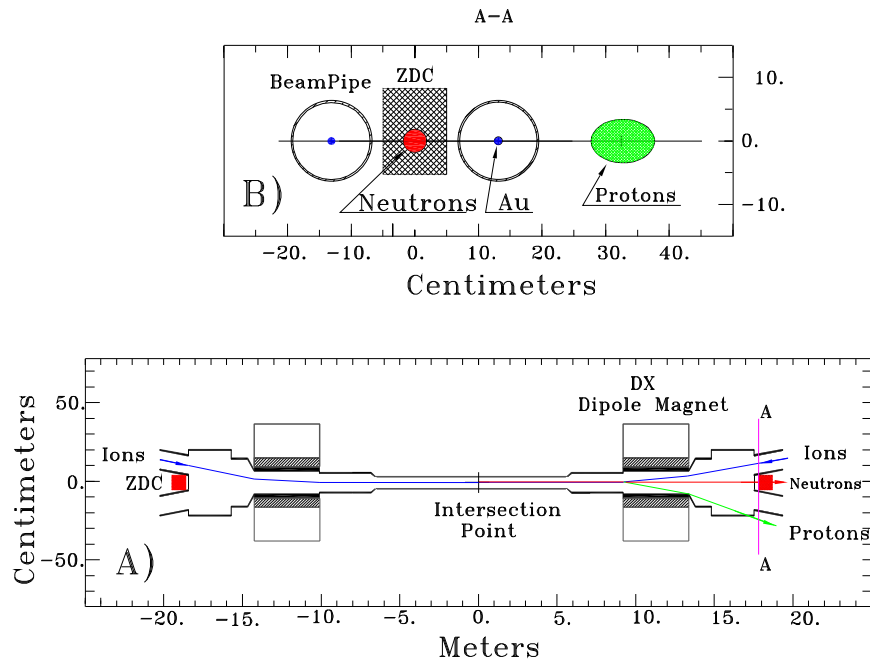 A-A
BeamPipe
ZDC
10.
0.
-10.
B)
Neutrons
Au
Protons
-20. -10. 0. 10. 20. 30. 40.
Centimeters
Centimeters
50.
0.
-50.
DX
Dipole Magnet
A
Ions
Ions
ZDC
Neutrons
Intersection
Point
Protons
A)
A
-20. -15. -10. -5. 0. 5. 10. 15. 20.
Meters